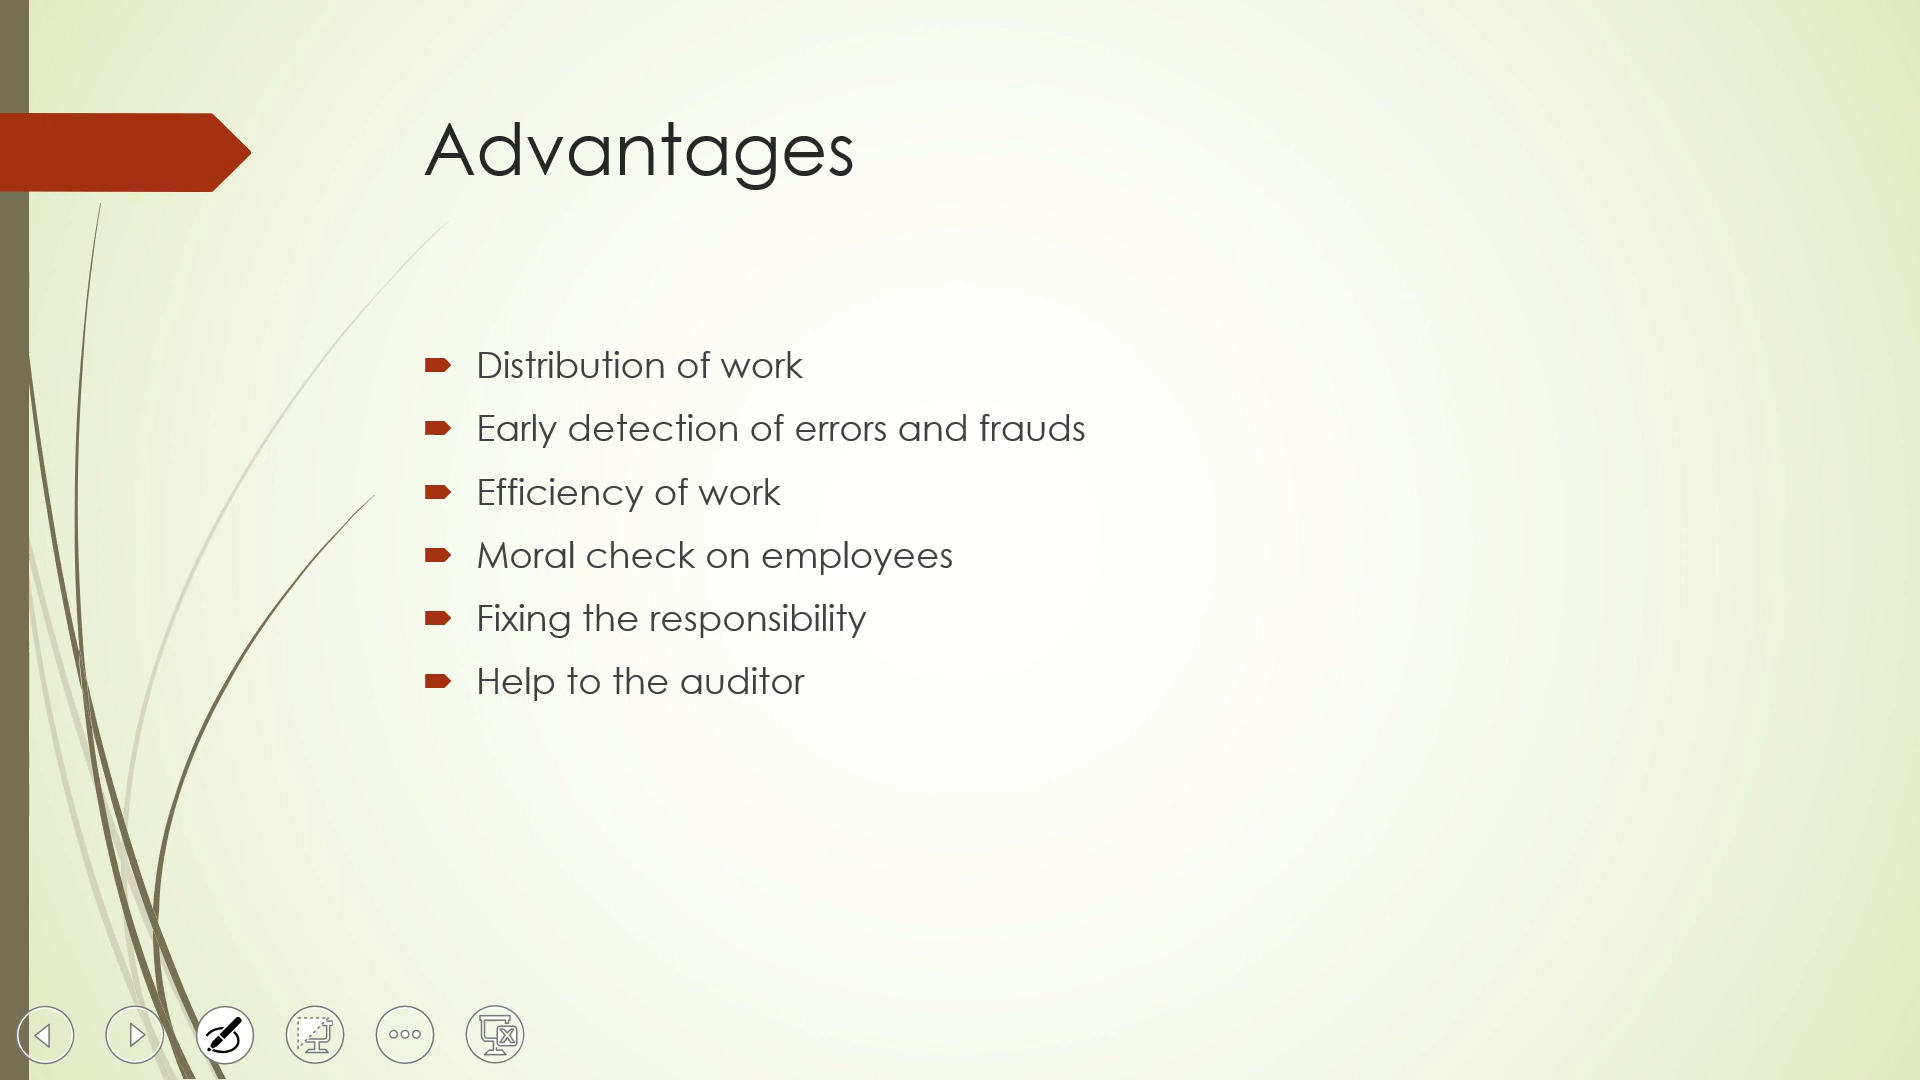 Advantages
Distribution of work
Early detection of errors and frauds
Efficiency of work
Moral check on employees
Fixing the responsibility
Help to the auditor